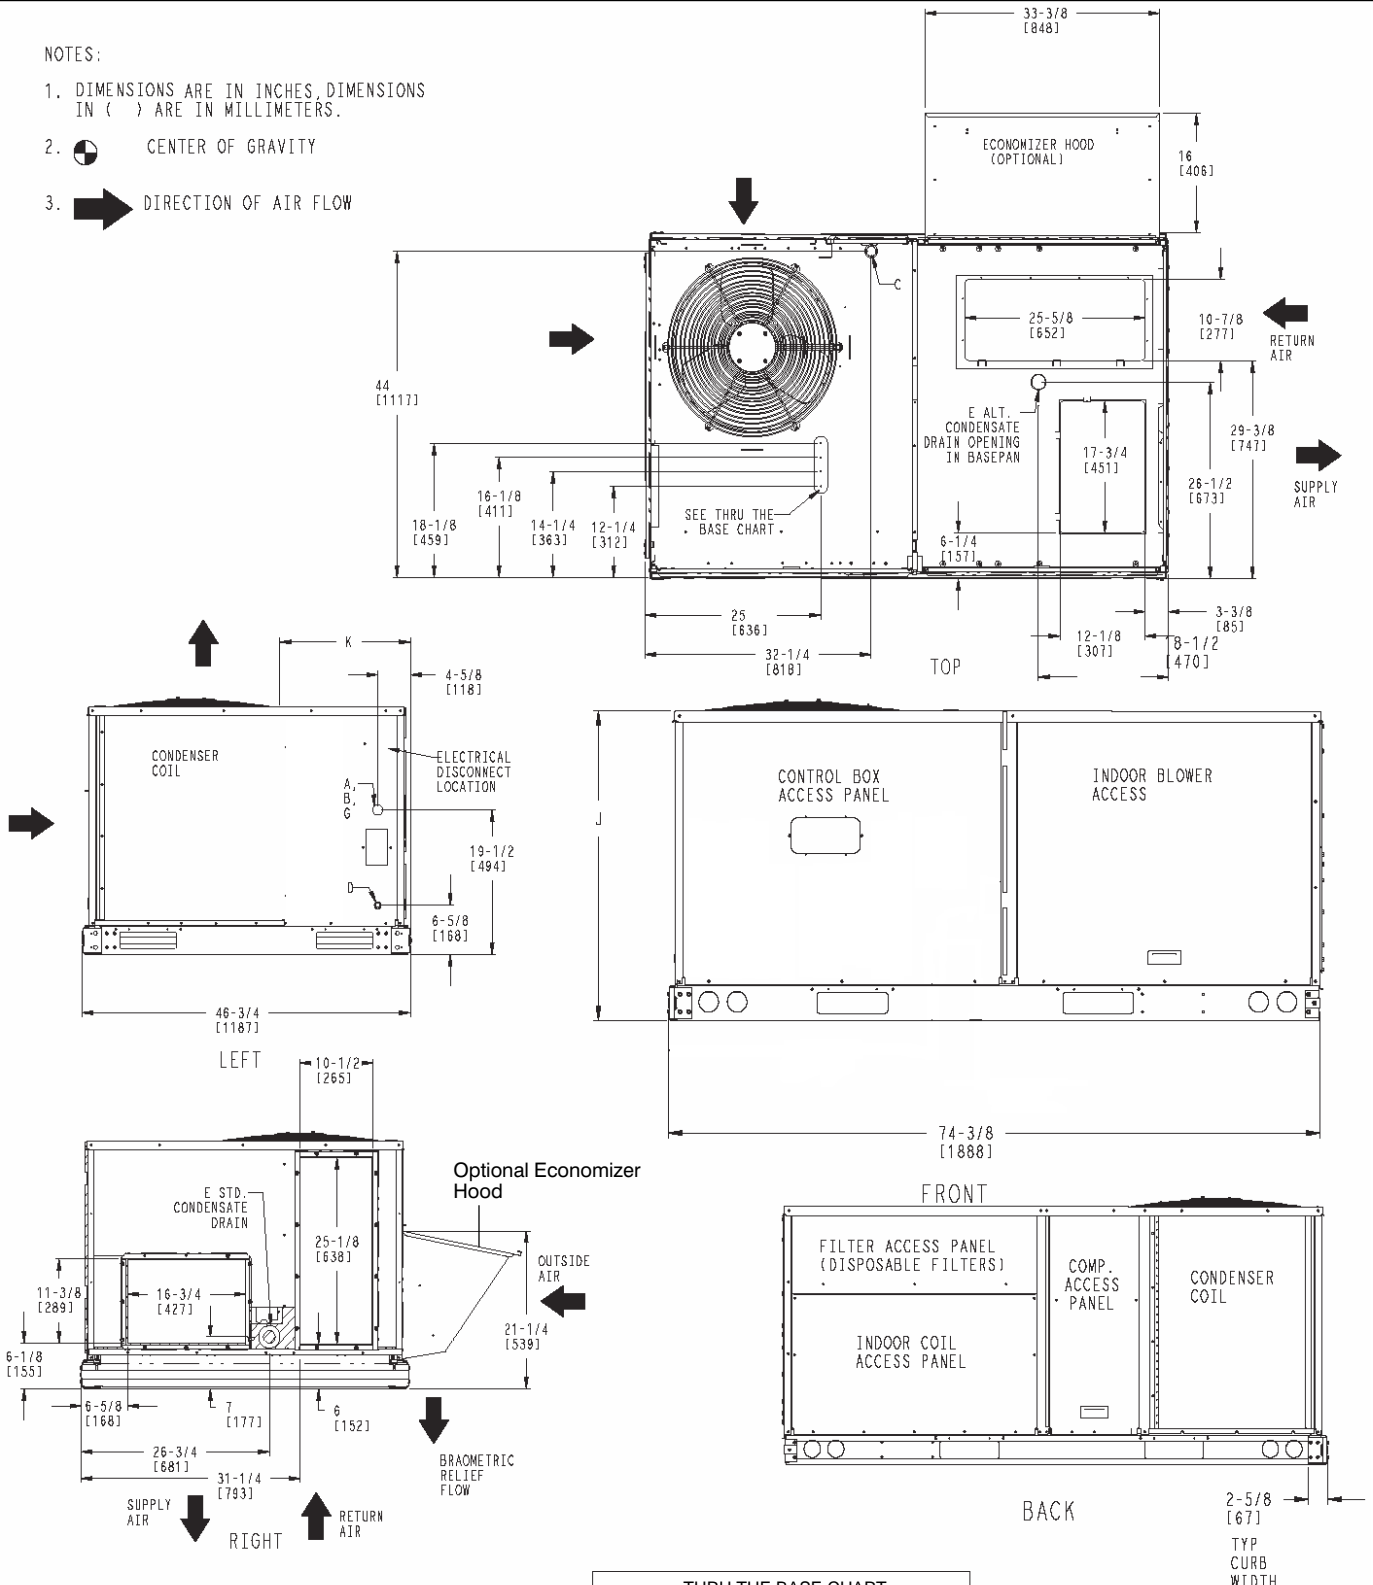 NOTES:
1. DIMENSIONS ARE IN INCHES, DIMENSIONS
IN ( ) ARE IN MILLIMETERS.
2. CENTER OF GRAVITY
3. DIRECTION OF AIR FLOW
33-3/8
[848]
ECONOMIZER HOOD
(OPTIONAL)
16
[406]
C
25-5/8
[652]
10-7/8
[277]
RETURN
AIR
44
[1117]
E ALT.
CONDENSATE
DRAIN OPENING
IN BASEPAN
17-3/4
[451]
29-3/8
[747]
26-1/2
[673]
SUPPLY
AIR
18-1/8
[459]
16-1/8
[411]
14-1/4
[363]
12-1/4
[312]
SEE THRU THE
BASE CHART
6-1/4
[157]
25
[636]
32-1/4
[818]
3-3/8
[85]
12-1/8
[307]
8-1/2
[470]
TOP
K
4-5/8
[118]
CONDENSER
COIL
ELECTRICAL
DISCONNECT
LOCATION
A,
B,
G
19-1/2
[494]
D
6-5/8
[168]
46-3/4
[1187]
LEFT
J
CONTROL BOX
ACCESS PANEL
INDOOR BLOWER
ACCESS
74-3/8
[1888]
FRONT
10-1/2
[265]
Optional Economizer
Hood
E STD.
CONDENSATE
DRAIN
25-1/8
[638]
OUTSIDE
AIR
11-3/8
[289]
16-3/4
[427]
21-1/4
[539]
6-1/8
[155]
6-5/8
[168]
7
[177]
6
[152]
26-3/4
[681]
31-1/4
[793]
BRAOMETRIC
RELIEF
FLOW
SUPPLY
AIR
RETURN
AIR
RIGHT
FILTER ACCESS PANEL
(DISPOSABLE FILTERS)
COMP.
ACCESS
PANEL
CONDENSER
COIL
INDOOR COIL
ACCESS PANEL
BACK
2-5/8
[67]
TYP
CURB
WIDTH
THRU THE BASE CHART